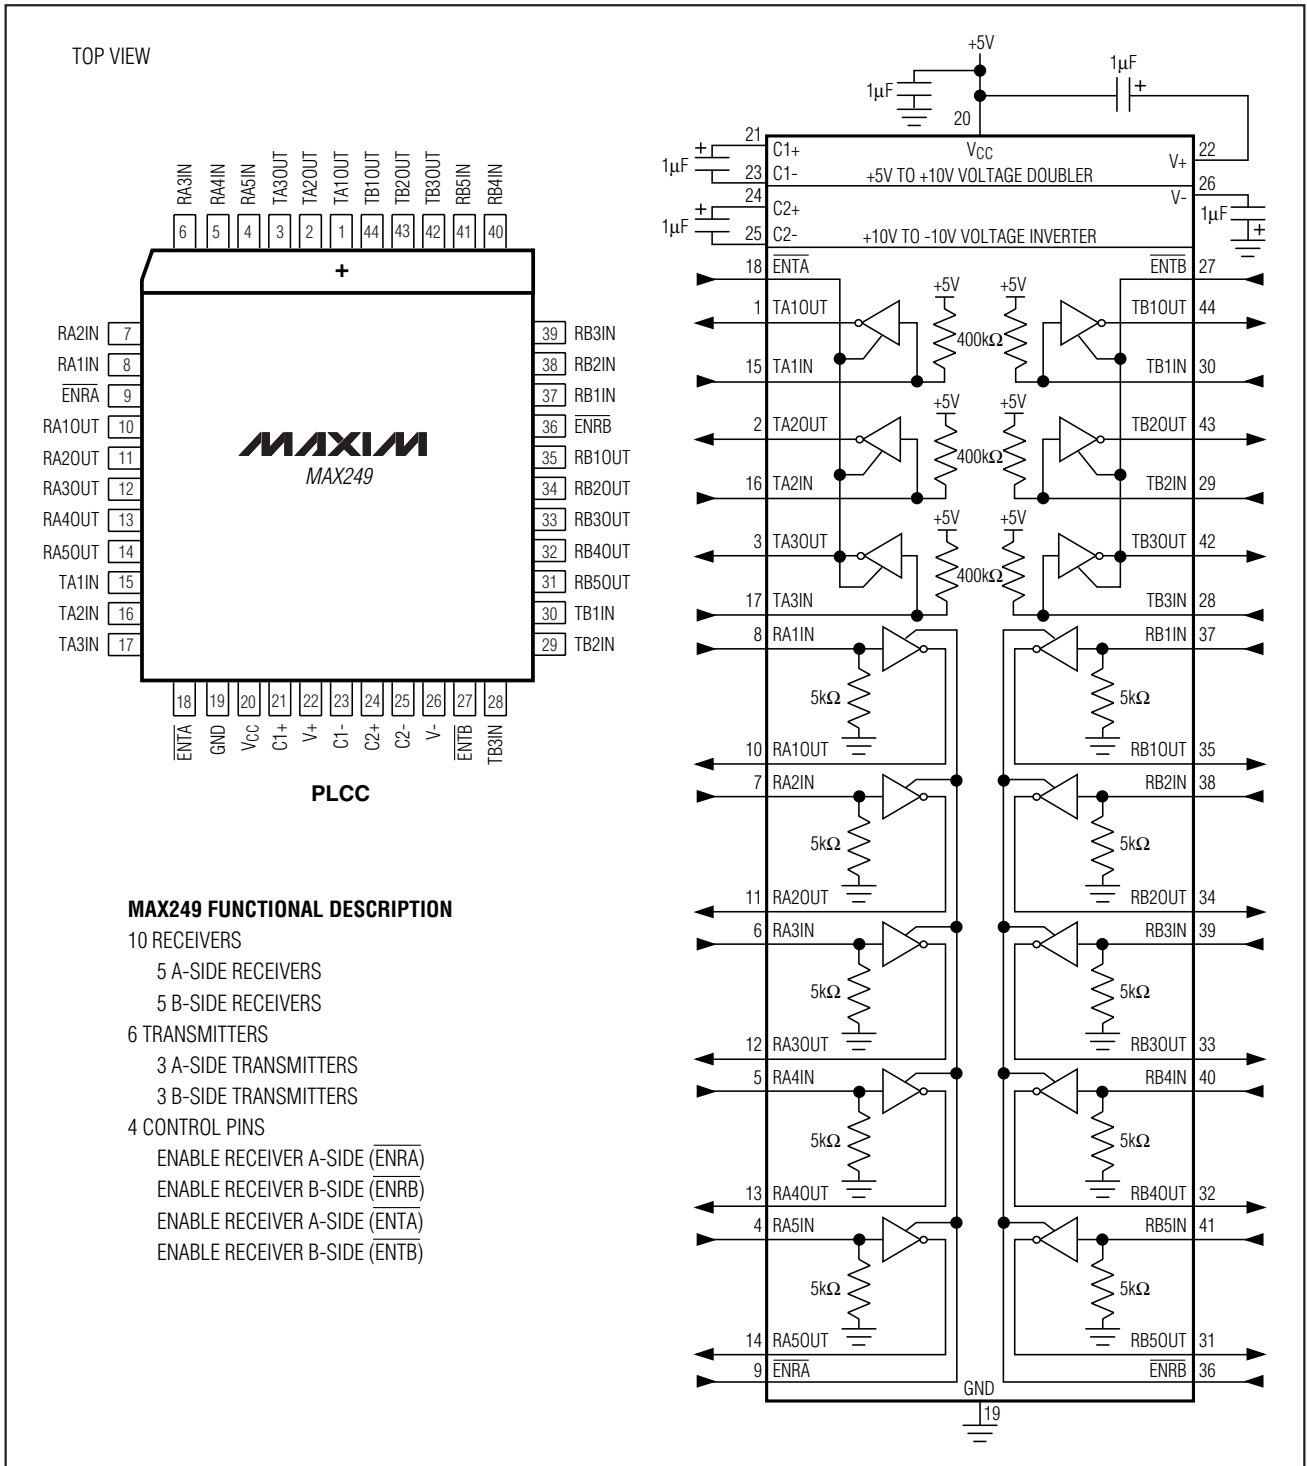 TOP VIEW
RA3IN
RA4IN
RA5IN
TA3OUT
TA2OUT
TA1OUT
TB1OUT
TB2OUT
TB3OUT
RB5IN
RB4IN
6 5 4 3 2 1 44 43 42 41 40
+
RA2IN 7
RA1IN 8
ENRA 9
RA1OUT 10
RA2OUT 11
RA3OUT 12
RA4OUT 13
RA5OUT 14
TA1IN 15
TA2IN 16
TA3IN 17
MAXIM
MAX249
39 RB3IN
38 RB2IN
37 RB1IN
36 ENRB
35 RB1OUT
34 RB2OUT
33 RB3OUT
32 RB4OUT
31 RB5OUT
30 TB1IN
29 TB2IN
18 19 20 21 22 23 24 25 26 27 28
ENTA
GND
VCC
C1+
V+
C1-
C2+
C2-
V-
ENTB
TB3IN
PLCC
MAX249 FUNCTIONAL DESCRIPTION
10 RECEIVERS
5 A-SIDE RECEIVERS
5 B-SIDE RECEIVERS
6 TRANSMITTERS
3 A-SIDE TRANSMITTERS
3 B-SIDE TRANSMITTERS
4 CONTROL PINS
ENABLE RECEIVER A-SIDE (ENRA)
ENABLE RECEIVER B-SIDE (ENRB)
ENABLE RECEIVER A-SIDE (ENTA)
ENABLE RECEIVER B-SIDE (ENTB)
+5V
1µF
1µF +
20
VCC
21 C1+
+ 1µF
23 C1-
+5V TO +10V VOLTAGE DOUBLER
V+ 22
26
V-
1µF +
24 C2+
+ 1µF
25 C2-
+10V TO -10V VOLTAGE INVERTER
18 ENTA
ENTB 27
+5V +5V
1 TA1OUT
TB1OUT 44
400kΩ
15 TA1IN
TB1IN 30
+5V +5V
2 TA2OUT
TB2OUT 43
400kΩ
16 TA2IN
TB2IN 29
+5V +5V
3 TA3OUT
TB3OUT 42
400kΩ
17 TA3IN
TB3IN 28
8 RA1IN
RB1IN 37
5kΩ 5kΩ
10 RA1OUT
RB1OUT 35
7 RA2IN
RB2IN 38
5kΩ 5kΩ
11 RA2OUT
RB2OUT 34
6 RA3IN
RB3IN 39
5kΩ 5kΩ
12 RA3OUT
RB3OUT 33
5 RA4IN
RB4IN 40
5kΩ 5kΩ
13 RA4OUT
RB4OUT 32
4 RA5IN
RB5IN 41
5kΩ 5kΩ
14 RA5OUT
RB5OUT 31
9 ENRA
ENRB 36
GND
19